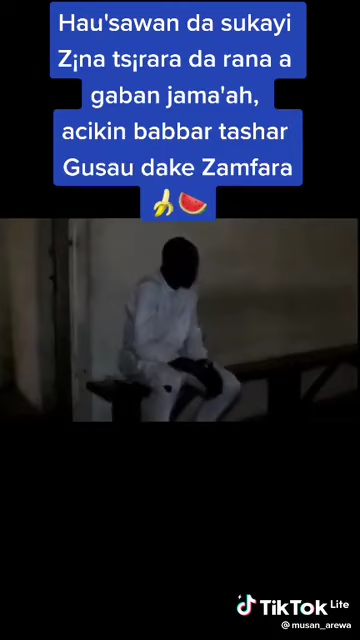 Hau'sawan da sukayi
Z¡na ts¡rara da rana a
gaban jama'ah,
acikin babbar tashar
Gusau dake Zamfara
🍌🍉
TikTok Lite
@musan_arewa